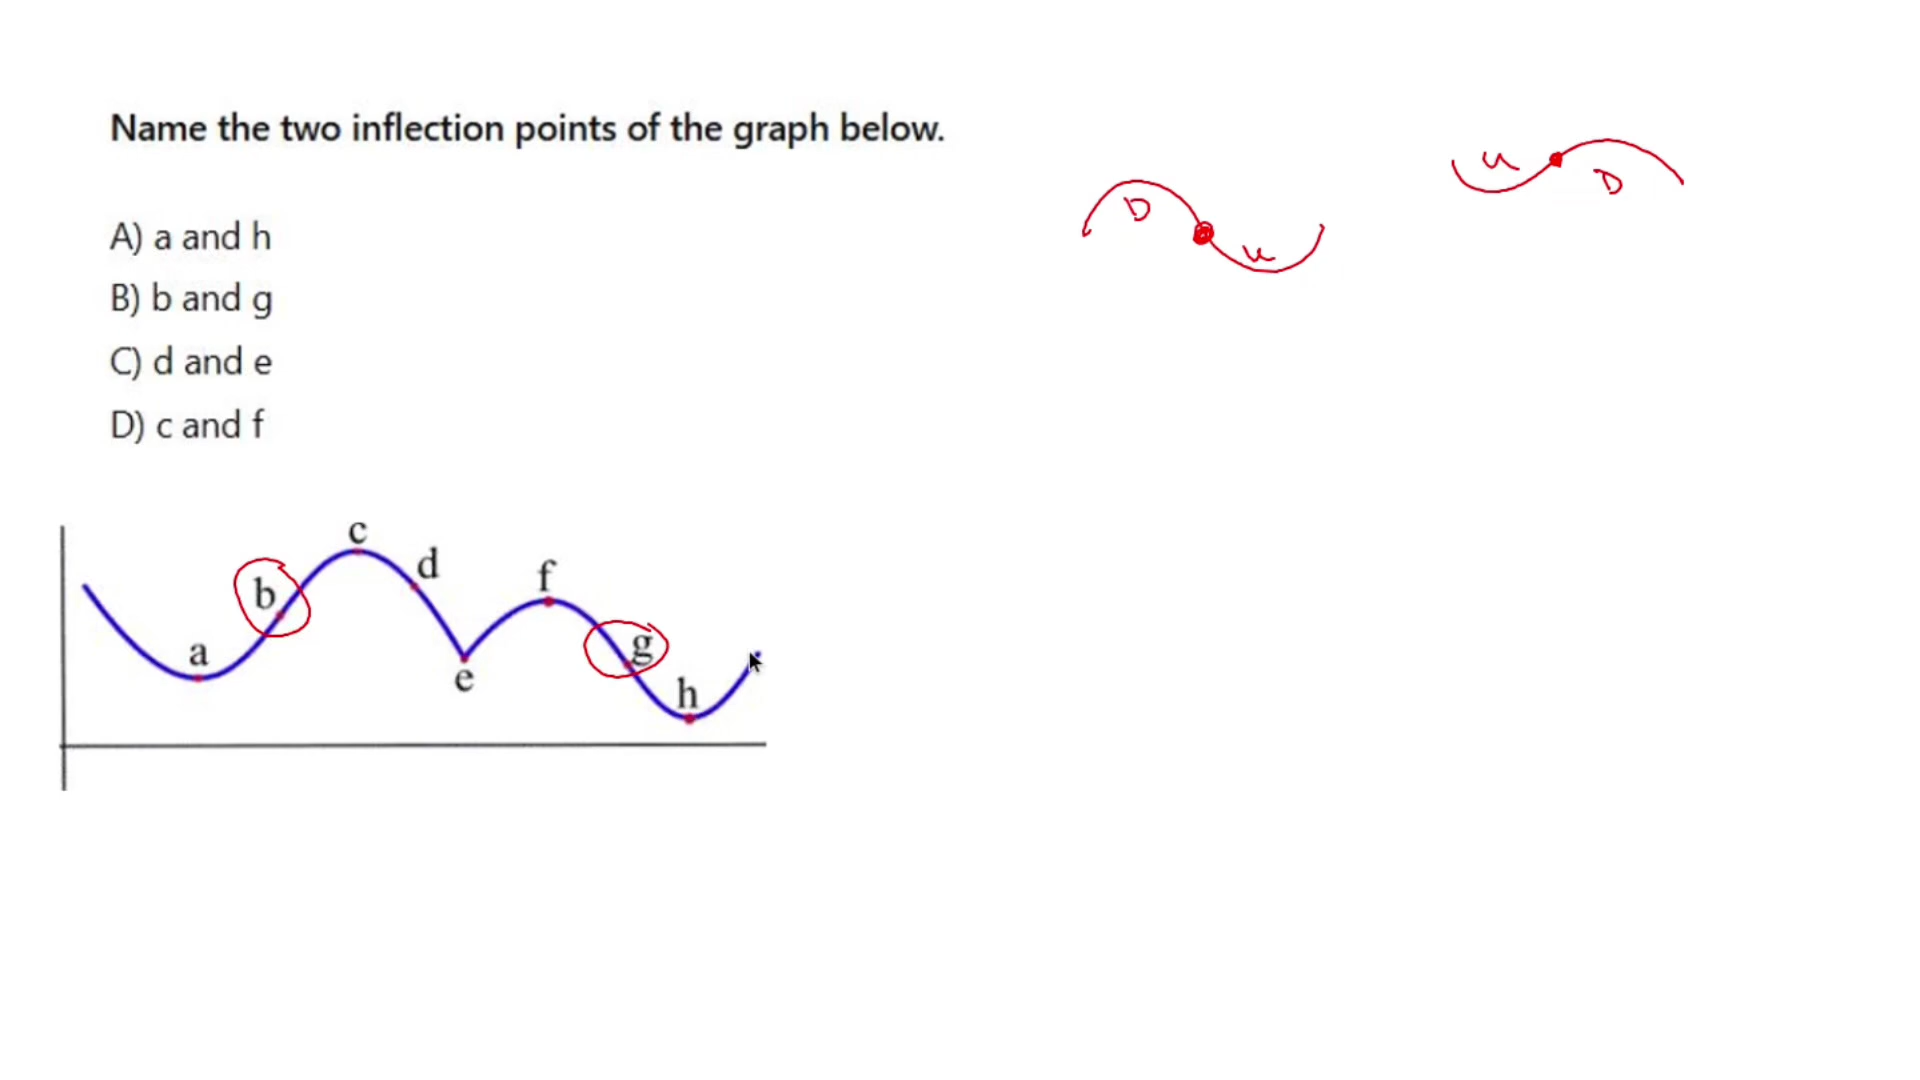 Name the two inflection points of the graph below.
A) a and h
B) b and g
C) d and e
D) c and f
D
u
u
D
c
d
b
f
a
g
e
h